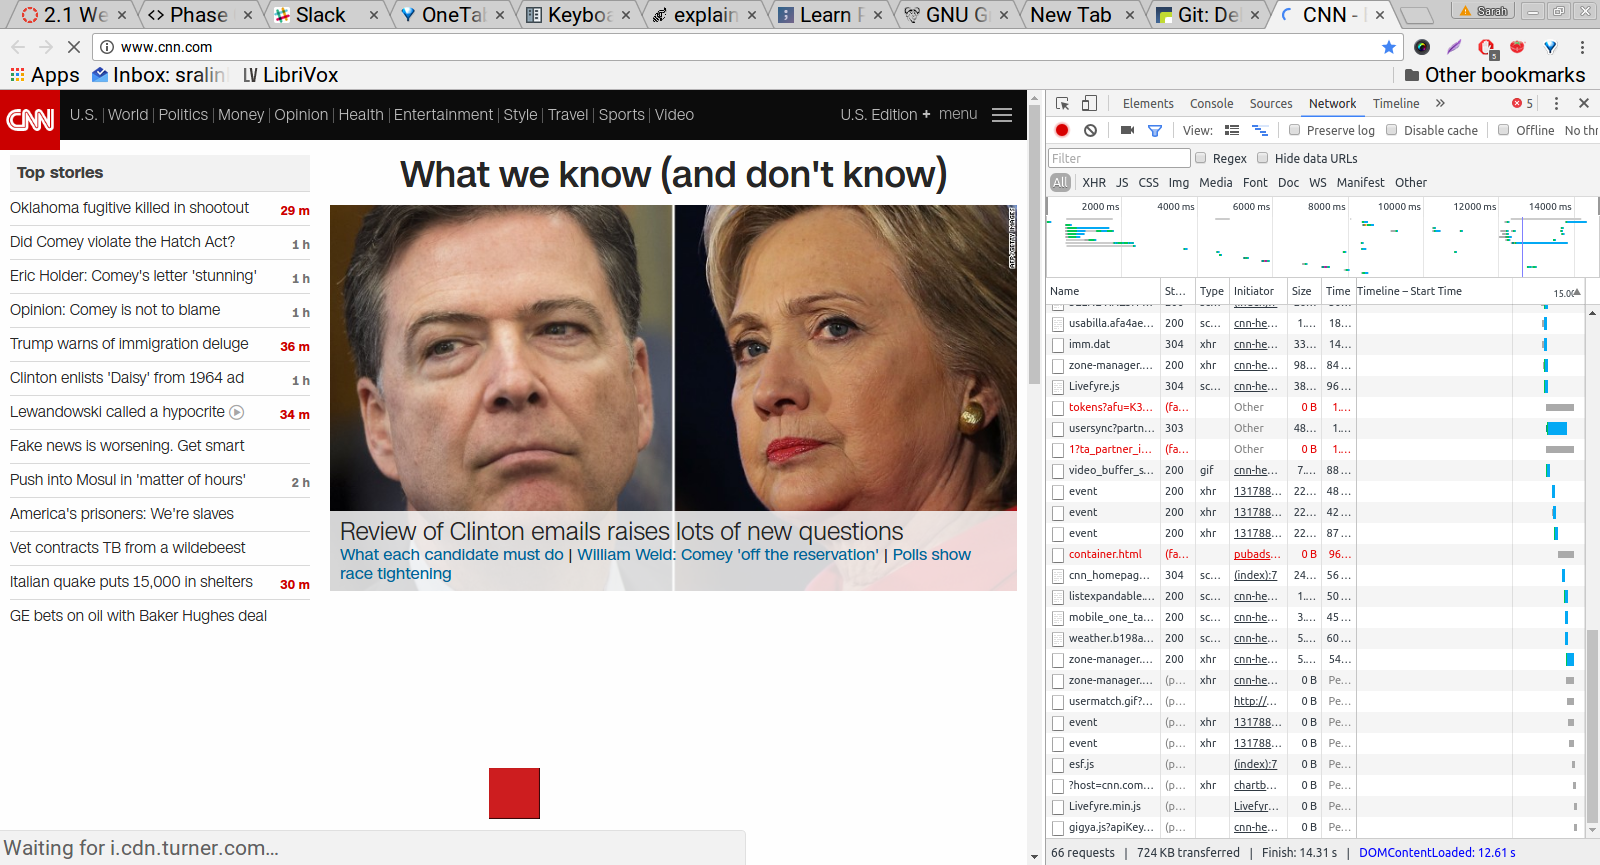 2.1 We
Phase
Slack
OneTa
Keybo
explain
Learn
GNU G
New Tab
Git: De
CNN -
Sarah
www.cnn.com
5
Apps
Inbox: sralin
LV LibriVox
Other bookmarks
CNN
U.S. | World | Politics | Money | Opinion | Health | Entertainment | Style | Travel | Sports | Video
U.S. Edition + menu
Top stories
Oklahoma fugitive killed in shootout 29 m
Did Comey violate the Hatch Act? 1 h
Eric Holder: Comey's letter 'stunning' 1 h
Opinion: Comey is not to blame 1 h
Trump warns of immigration deluge 36 m
Clinton enlists 'Daisy' from 1964 ad 1 h
Lewandowski called a hypocrite 34 m
Fake news is worsening. Get smart
Push into Mosul in 'matter of hours' 2 h
America's prisoners: We're slaves
Vet contracts TB from a wildebeest
Italian quake puts 15,000 in shelters 30 m
GE bets on oil with Baker Hughes deal
What we know (and don't know)
Review of Clinton emails raises lots of new questions
What each candidate must do | William Weld: Comey 'off the reservation' | Polls show
race tightening
Waiting for i.cdn.turner.com...
Elements Console Sources Network Timeline » 5
View: Preserve log Disable cache Offline No thr
Filter Regex Hide data URLs
All XHR JS CSS Img Media Font Doc WS Manifest Other
2000 ms 4000 ms 6000 ms 8000 ms 10000 ms 12000 ms 14000 ms
Name St... Type Initiator Size Time Timeline – Start Time 15.0
usabilla.afa4ae... 200 sc... cnn-he... 1.... 18...
imm.dat 304 xhr cnn-he... 33... 14...
zone-manager.... 200 xhr cnn-he... 98... 84...
Livefyre.js 304 sc... cnn-he... 38... 96...
tokens?afu=K3... (fa... Other 0 B 1....
usersync?partn... 303 Other 48... 1....
1?ta_partner_i... (fa... Other 0 B 1....
video_buffer_s... 200 gif cnn-he... 7.... 88...
event 200 xhr 131788... 22... 48...
event 200 xhr 131788... 22... 42...
event 200 xhr 131788... 22... 87...
container.html (fa... pubads... 0 B 96...
cnn_homepag... 304 sc... (index):7 24... 56...
listexpandable.... 200 sc... cnn-he... 1.... 50...
mobile_one_ta... 200 sc... cnn-he... 3.... 45...
weather.b198a... 200 sc... cnn-he... 5.... 60...
zone-manager.... 200 xhr cnn-he... 5.... 54...
zone-manager.... (p... xhr cnn-he... 0 B Pe...
usermatch.gif?... (p... http://... 0 B Pe...
event (p... xhr 131788... 0 B Pe...
event (p... xhr 131788... 0 B Pe...
esf.js (p... (index):7 0 B Pe...
?host=cnn.com... (p... xhr chartb... 0 B Pe...
Livefyre.min.js (p... Livefyr... 0 B Pe...
gigya.js?apiKey... (p... cnn-he... 0 B Pe...
66 requests | 724 KB transferred | Finish: 14.31 s | DOMContentLoaded: 12.61 s